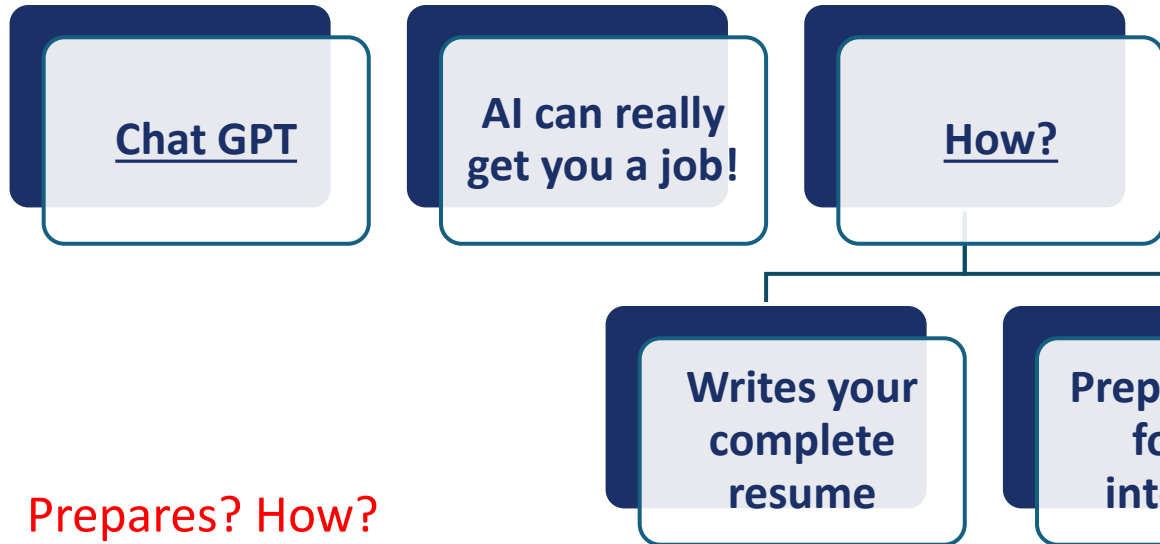 Chat GPT
AI can really
get you a job!
How?
Writes your
complete
resume
Prepares? How?